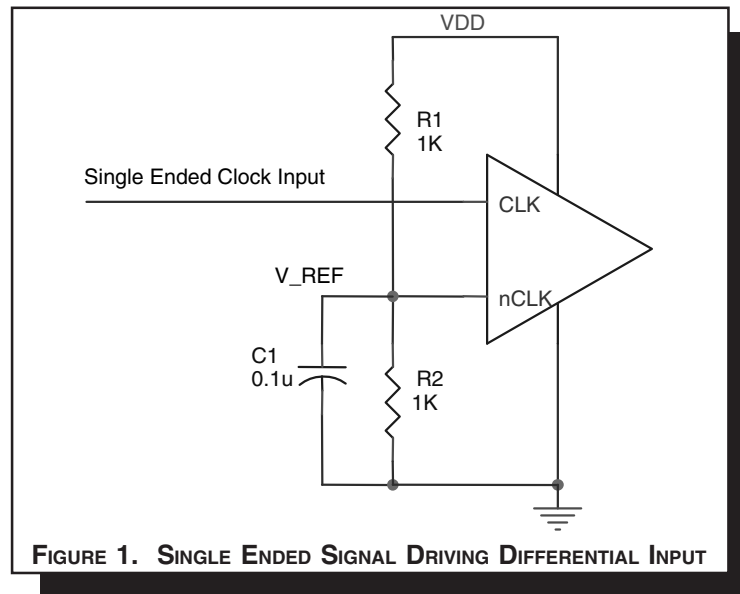 VDD
R1
1K
Single Ended Clock Input
CLK
V_REF
nCLK
C1
0.1u
R2
1K
FIGURE 1. SINGLE ENDED SIGNAL DRIVING DIFFERENTIAL INPUT